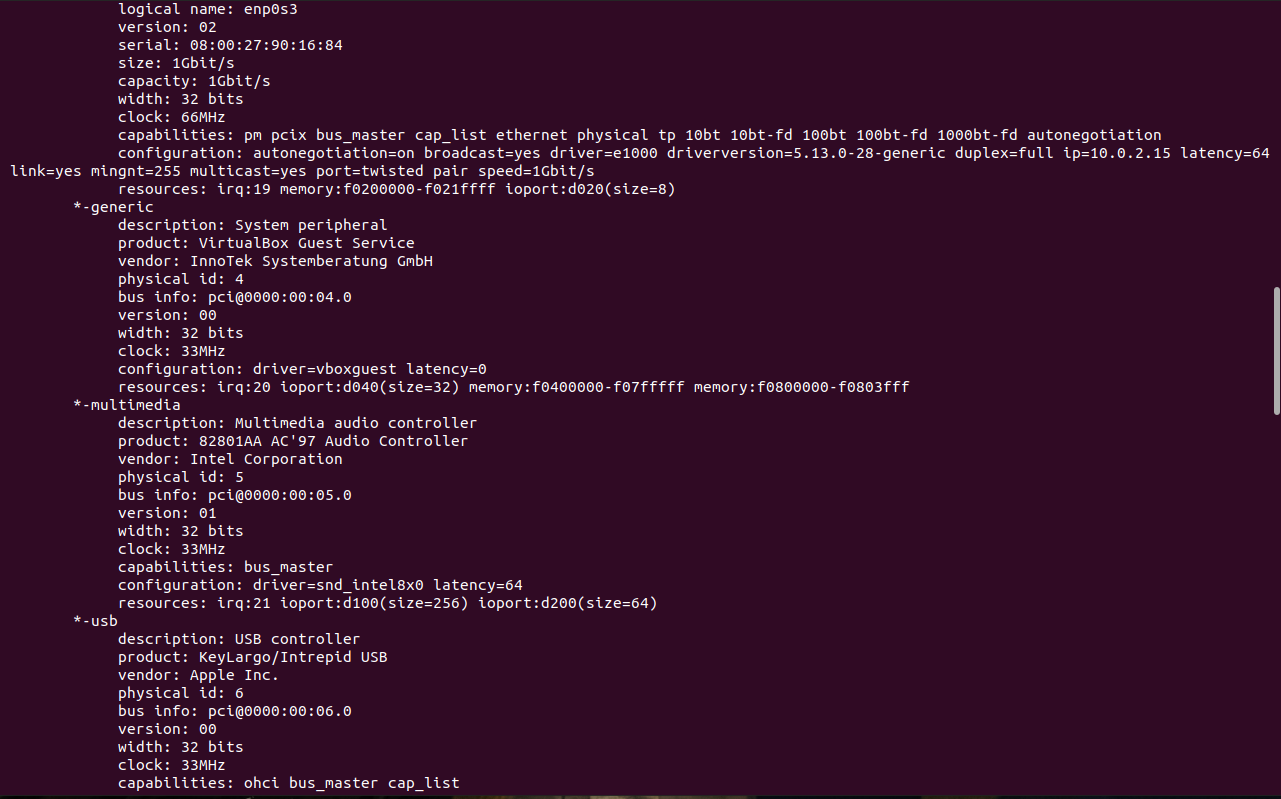 logical name: enp0s3
version: 02
serial: 08:00:27:90:16:84
size: 1Gbit/s
capacity: 1Gbit/s
width: 32 bits
clock: 66MHz
capabilities: pm pcix bus_master cap_list ethernet physical tp 10bt 10bt-fd 100bt 100bt-fd 1000bt-fd autonegotiation
configuration: autonegotiation=on broadcast=yes driver=e1000 driverversion=5.13.0-28-generic duplex=full ip=10.0.2.15 latency=64
link=yes mingnt=255 multicast=yes port=twisted pair speed=1Gbit/s
resources: irq:19 memory:f0200000-f021ffff ioport:d020(size=8)
*-generic
description: System peripheral
product: VirtualBox Guest Service
vendor: InnoTek Systemberatung GmbH
physical id: 4
bus info: pci@0000:00:04.0
version: 00
width: 32 bits
clock: 33MHz
configuration: driver=vboxguest latency=0
resources: irq:20 ioport:d040(size=32) memory:f0400000-f07fffff memory:f0800000-f0803fff
*-multimedia
description: Multimedia audio controller
product: 82801AA AC'97 Audio Controller
vendor: Intel Corporation
physical id: 5
bus info: pci@0000:00:05.0
version: 01
width: 32 bits
clock: 33MHz
capabilities: bus_master
configuration: driver=snd_intel8x0 latency=64
resources: irq:21 ioport:d100(size=256) ioport:d200(size=64)
*-usb
description: USB controller
product: KeyLargo/Intrepid USB
vendor: Apple Inc.
physical id: 6
bus info: pci@0000:00:06.0
version: 00
width: 32 bits
clock: 33MHz
capabilities: ohci bus_master cap_list